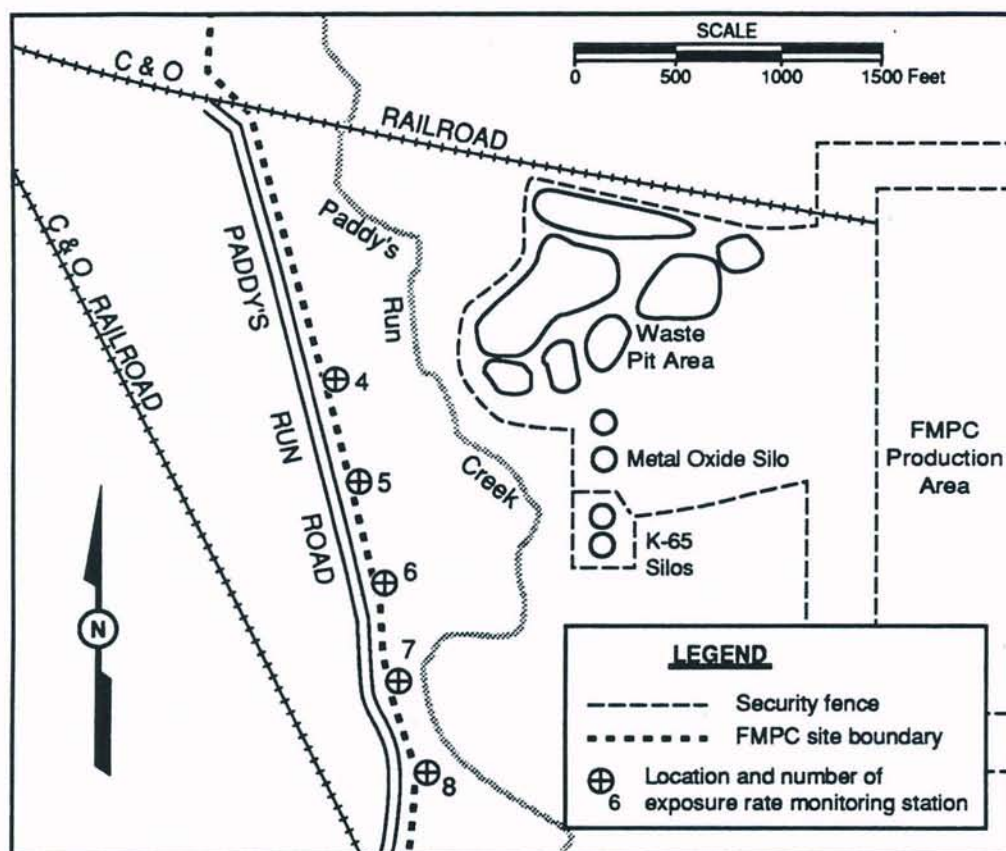 SCALE
0 500 1000 1500 Feet
C & O
RAILROAD
C & O RAILROAD
PADDY'S
RUN
ROAD
Paddy's
Run
Creek
Waste
Pit Area
Metal Oxide Silo
K-65
Silos
FMPC
Production
Area
4
5
6
7
8
N
LEGEND
Security fence
FMPC site boundary
6 Location and number of
exposure rate monitoring station